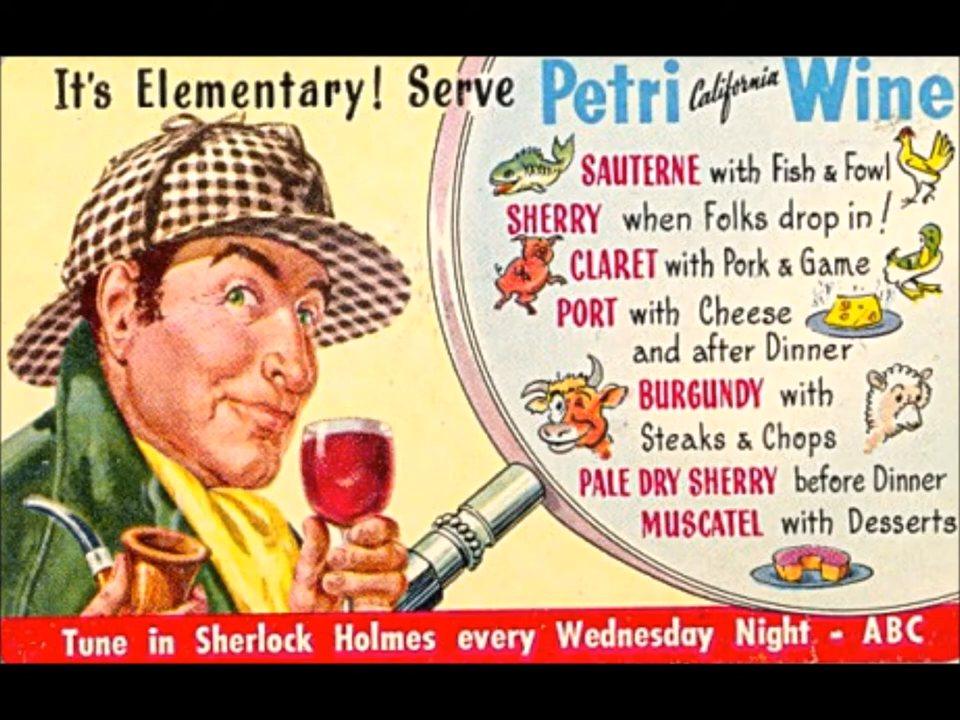 It's Elementary! Serve Petri California Wine
SAUTERNE with Fish & Fowl
SHERRY when Folks drop in!
CLARET with Pork & Game
PORT with Cheese
and after Dinner
BURGUNDY with
Steaks & Chops
PALE DRY SHERRY before Dinner
MUSCATEL with Desserts
Tune in Sherlock Holmes every Wednesday Night - ABC